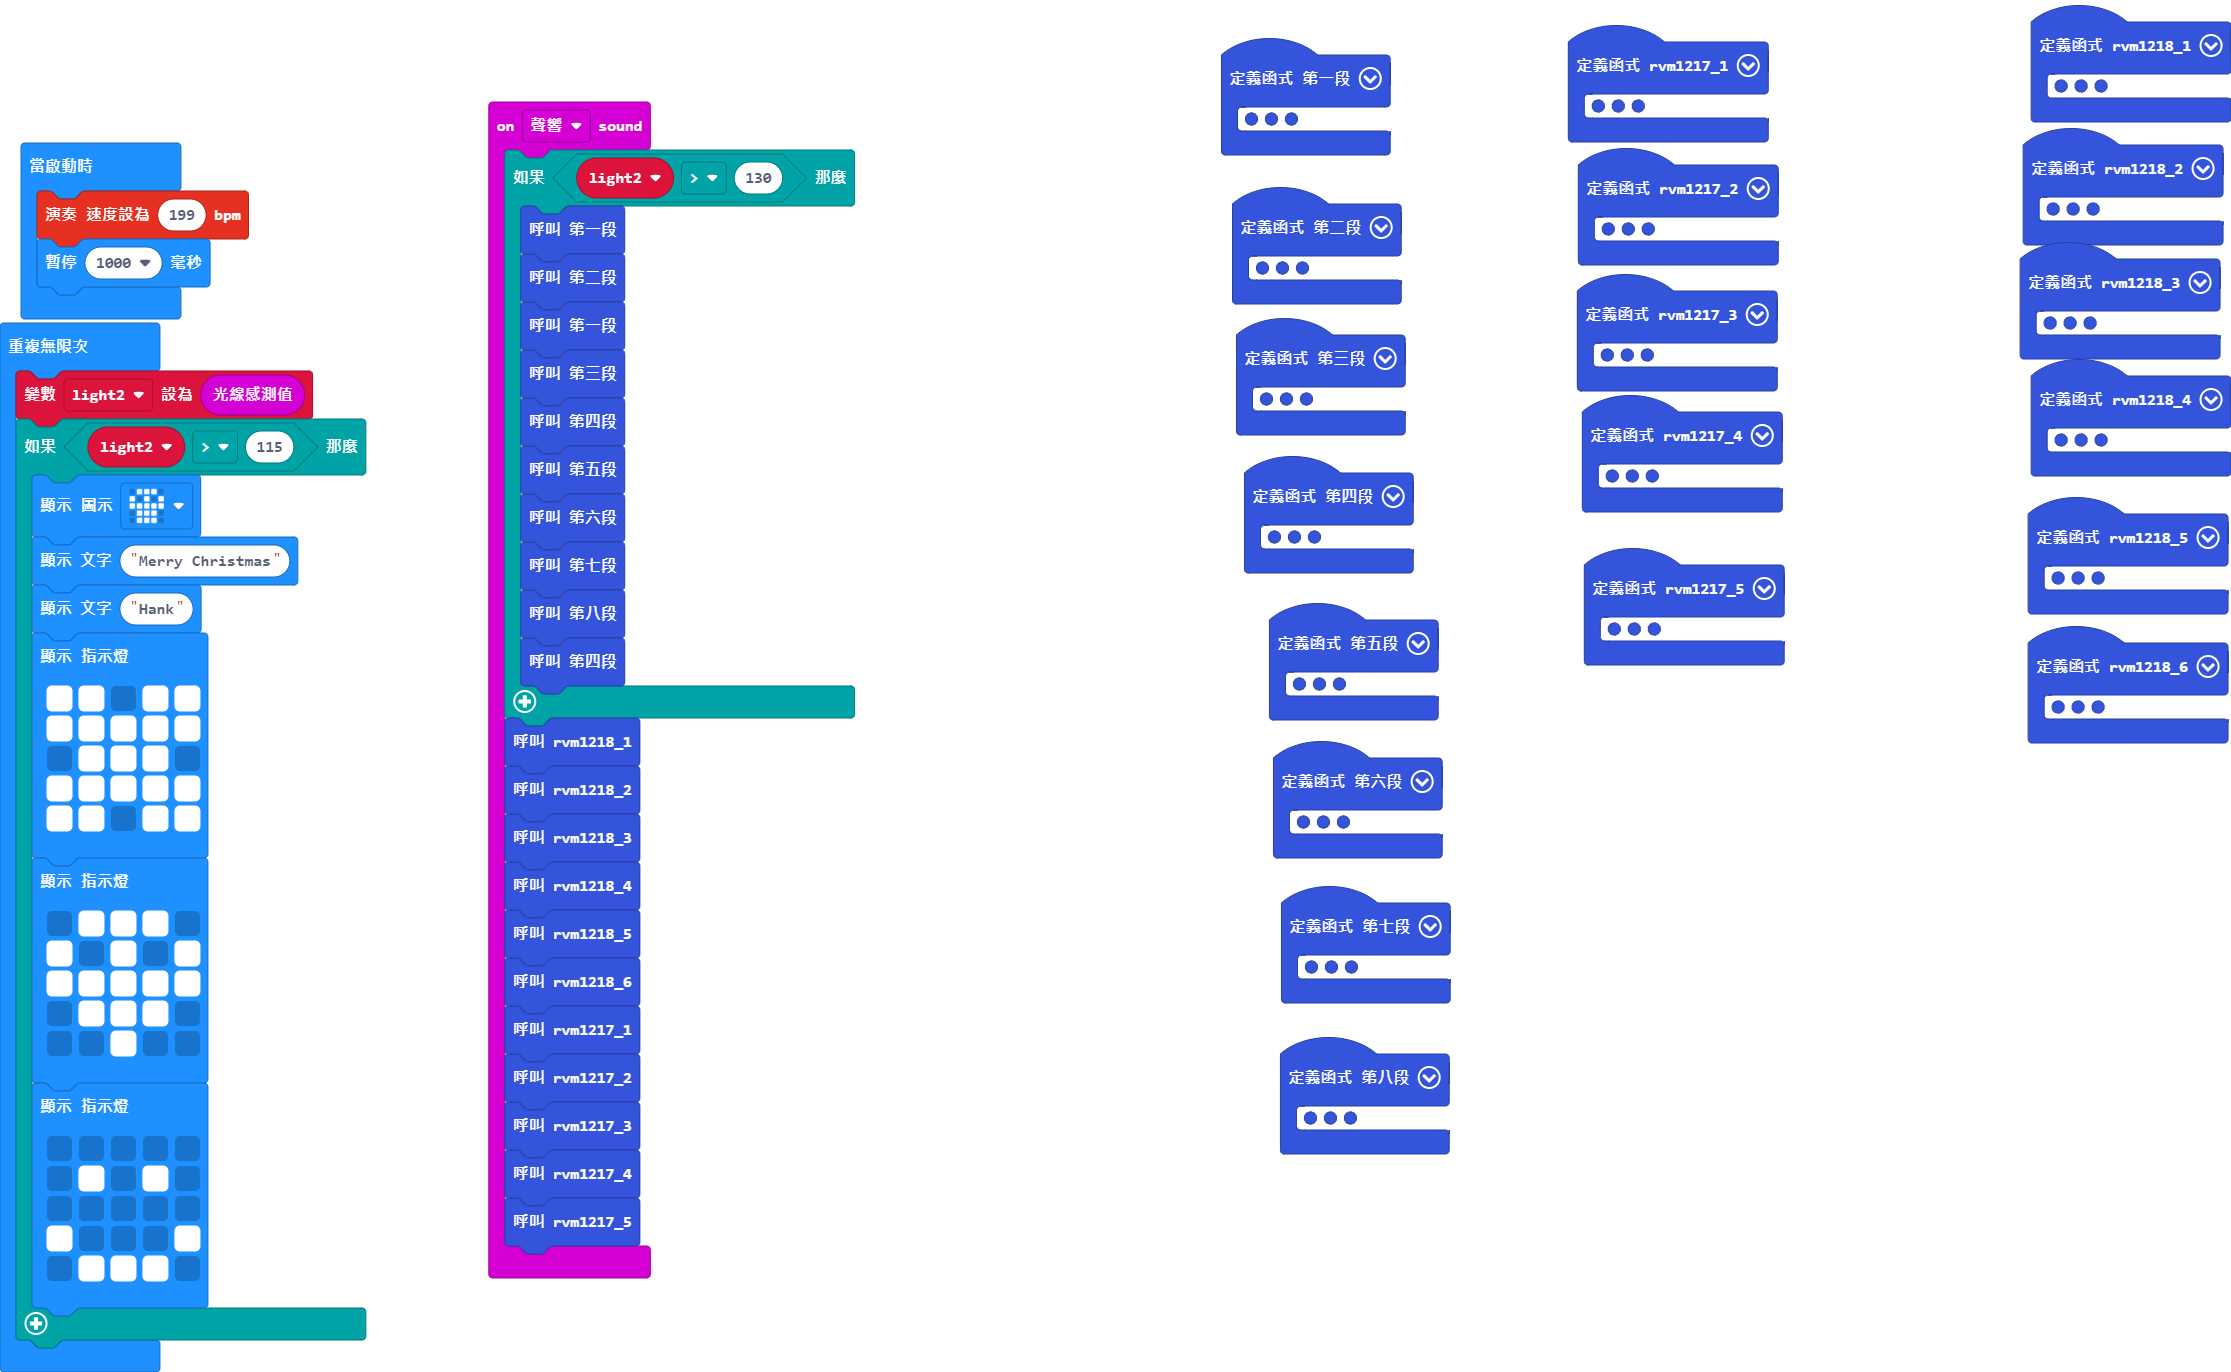 當啟動時
演奏 速度設為 199 bpm
暫停 1000 毫秒
重複無限次
變數 light2 設為 光線感測值
如果 light2 > 115 那麼
顯示 圖示
顯示 文字 "Merry Christmas"
顯示 文字 "Hank"
顯示 指示燈
顯示 指示燈
顯示 指示燈
on 聲響 sound
如果 light2 > 130 那麼
呼叫 第一段
呼叫 第二段
呼叫 第一段
呼叫 第三段
呼叫 第四段
呼叫 第五段
呼叫 第六段
呼叫 第七段
呼叫 第八段
呼叫 第四段
呼叫 rvm1218_1
呼叫 rvm1218_2
呼叫 rvm1218_3
呼叫 rvm1218_4
呼叫 rvm1218_5
呼叫 rvm1218_6
呼叫 rvm1217_1
呼叫 rvm1217_2
呼叫 rvm1217_3
呼叫 rvm1217_4
呼叫 rvm1217_5
定義函式 第一段
定義函式 第二段
定義函式 第三段
定義函式 第四段
定義函式 第五段
定義函式 第六段
定義函式 第七段
定義函式 第八段
定義函式 rvm1217_1
定義函式 rvm1217_2
定義函式 rvm1217_3
定義函式 rvm1217_4
定義函式 rvm1217_5
定義函式 rvm1218_1
定義函式 rvm1218_2
定義函式 rvm1218_3
定義函式 rvm1218_4
定義函式 rvm1218_5
定義函式 rvm1218_6